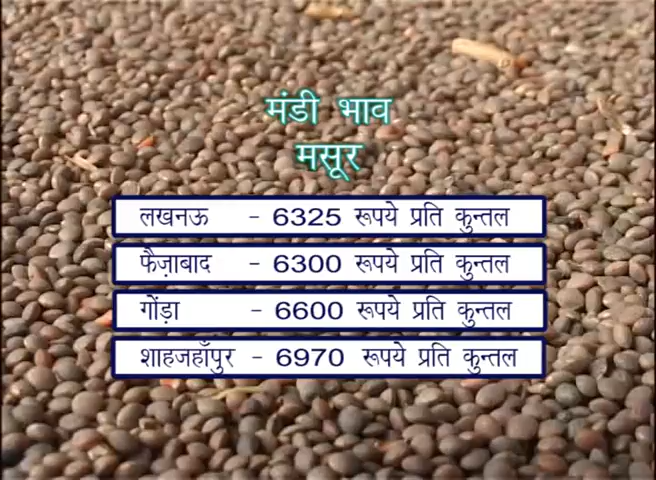 मंडी भाव
मसूर
लखनऊ - 6325 रूपये प्रति कुन्तल
फैज़ाबाद - 6300 रूपये प्रति कुन्तल
गोंड़ा - 6600 रूपये प्रति कुन्तल
शाहजहाँपुर - 6970 रूपये प्रति कुन्तल